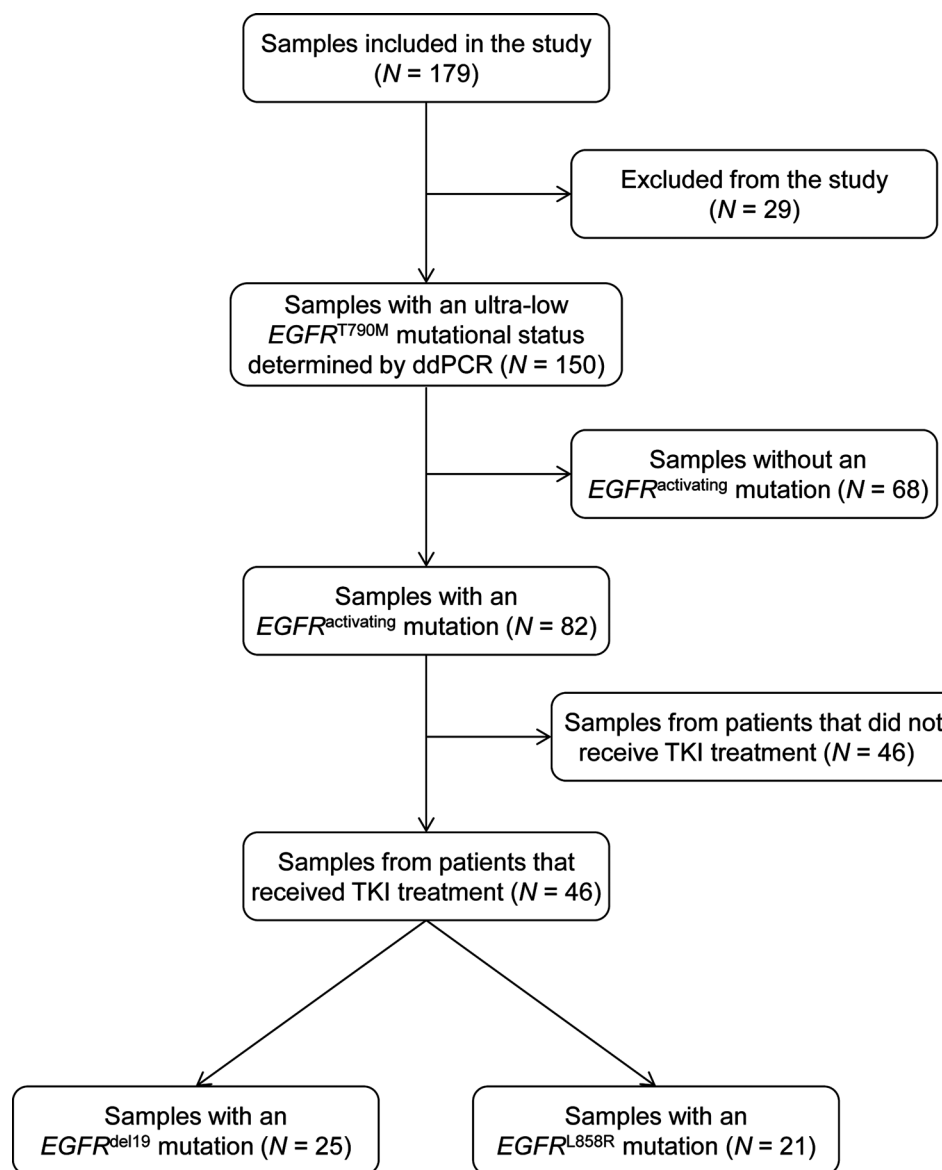 Samples included in the study
(N = 179)
Excluded from the study
(N = 29)
Samples with an ultra-low
EGFRT790M mutational status
determined by ddPCR (N = 150)
Samples without an
EGFRactivating mutation (N = 68)
Samples with an
EGFRactivating mutation (N = 82)
Samples from patients that did not
receive TKI treatment (N = 46)
Samples from patients that
received TKI treatment (N = 46)
Samples with an
EGFRdel19 mutation (N = 25)
Samples with an
EGFRL858R mutation (N = 21)